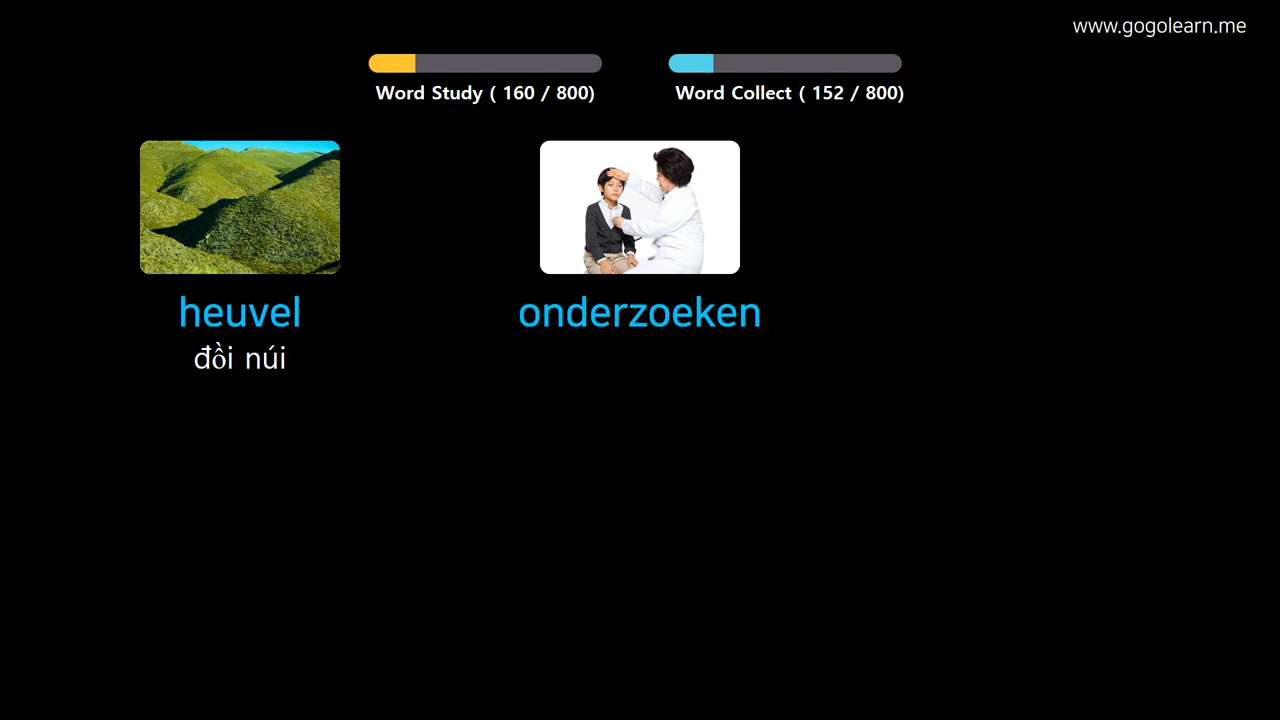 www.gogolearn.me
Word Study ( 160 / 800)
Word Collect ( 152 / 800)
heuvel
onderzoeken
đồi núi